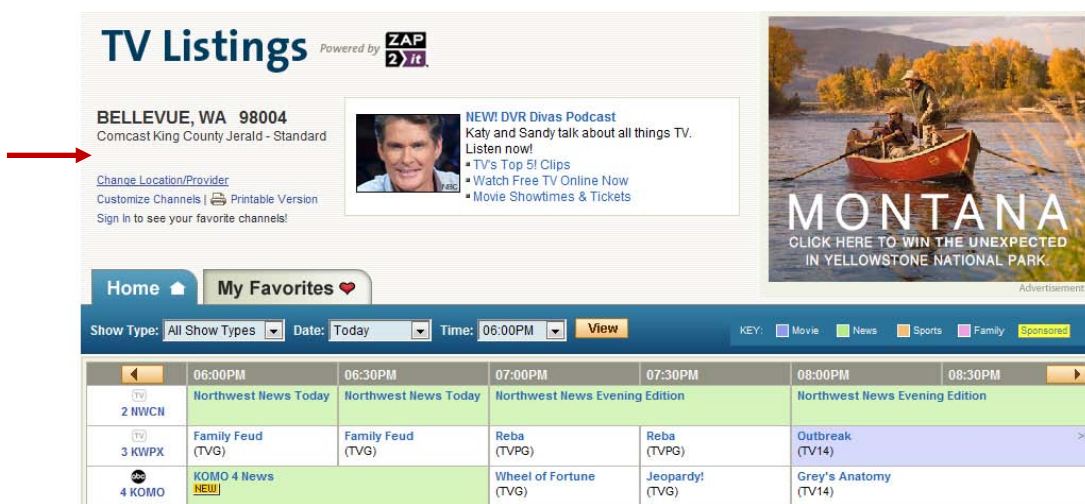 TV Listings Powered by ZAP 2 it
BELLEVUE, WA 98004
Comcast King County Jerald - Standard
Change Location/Provider
Customize Channels | Printable Version
Sign In to see your favorite channels!
NBC
NEW! DVR Divas Podcast
Katy and Sandy talk about all things TV.
Listen now!
TV's Top 5! Clips
Watch Free TV Online Now
Movie Showtimes & Tickets
MONTANA
CLICK HERE TO WIN THE UNEXPECTED
IN YELLOWSTONE NATIONAL PARK.
Advertisement
Home My Favorites
Show Type: All Show Types Date: Today Time: 06:00PM View KEY: Movie News Sports Family Sponsored
06:00PM 06:30PM 07:00PM 07:30PM 08:00PM 08:30PM
TV
2 NWCN
Northwest News Today Northwest News Today Northwest News Evening Edition Northwest News Evening Edition
TV
3 KWPX
Family Feud Family Feud Reba Reba Outbreak >
(TVG) (TVG) (TVPG) (TVPG) (TV14)
abc
4 KOMO
KOMO 4 News Wheel of Fortune Jeopardy! Grey's Anatomy
NEW (TVG) (TVG) (TV14)